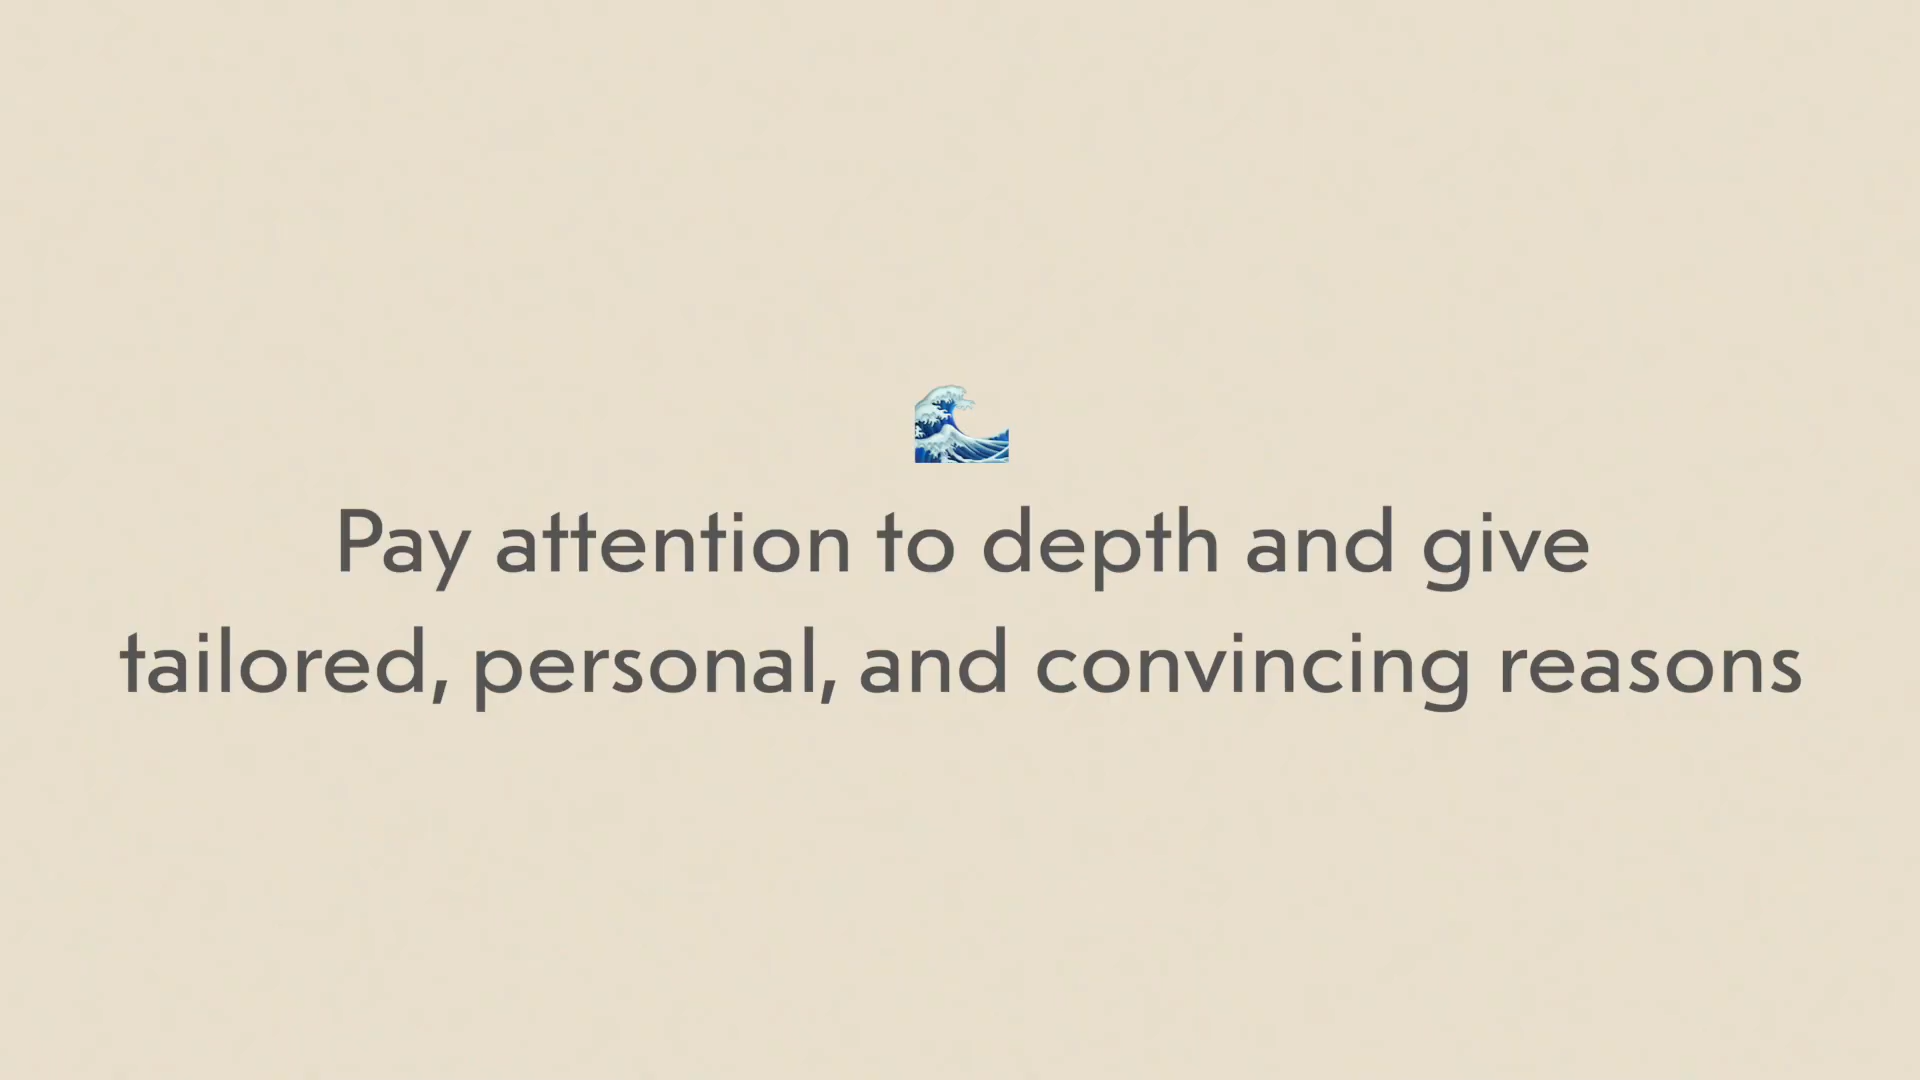 Pay attention to depth and give
tailored, personal, and convincing reasons